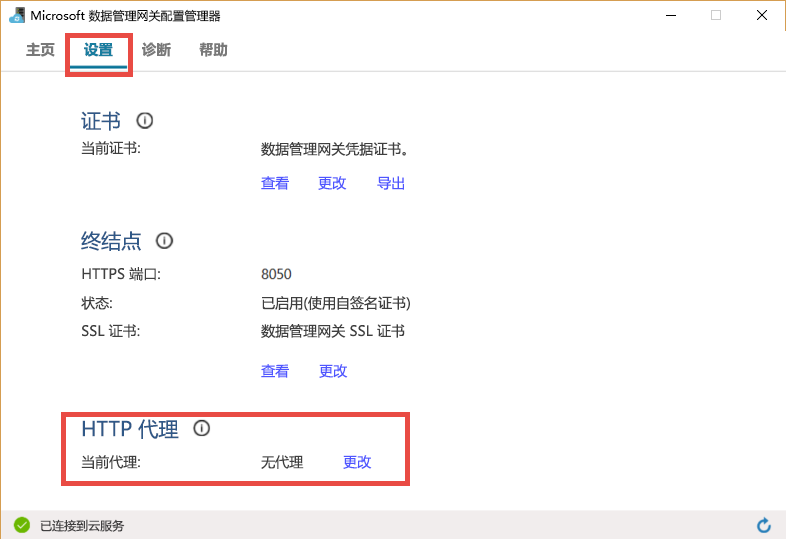 Microsoft 数据管理网关配置管理器
主页 设置 诊断 帮助
证书
当前证书: 数据管理网关凭据证书。
查看 更改 导出
终结点
HTTPS 端口: 8050
状态: 已启用(使用自签名证书)
SSL 证书: 数据管理网关 SSL 证书
查看 更改
HTTP 代理
当前代理: 无代理 更改
已连接到云服务